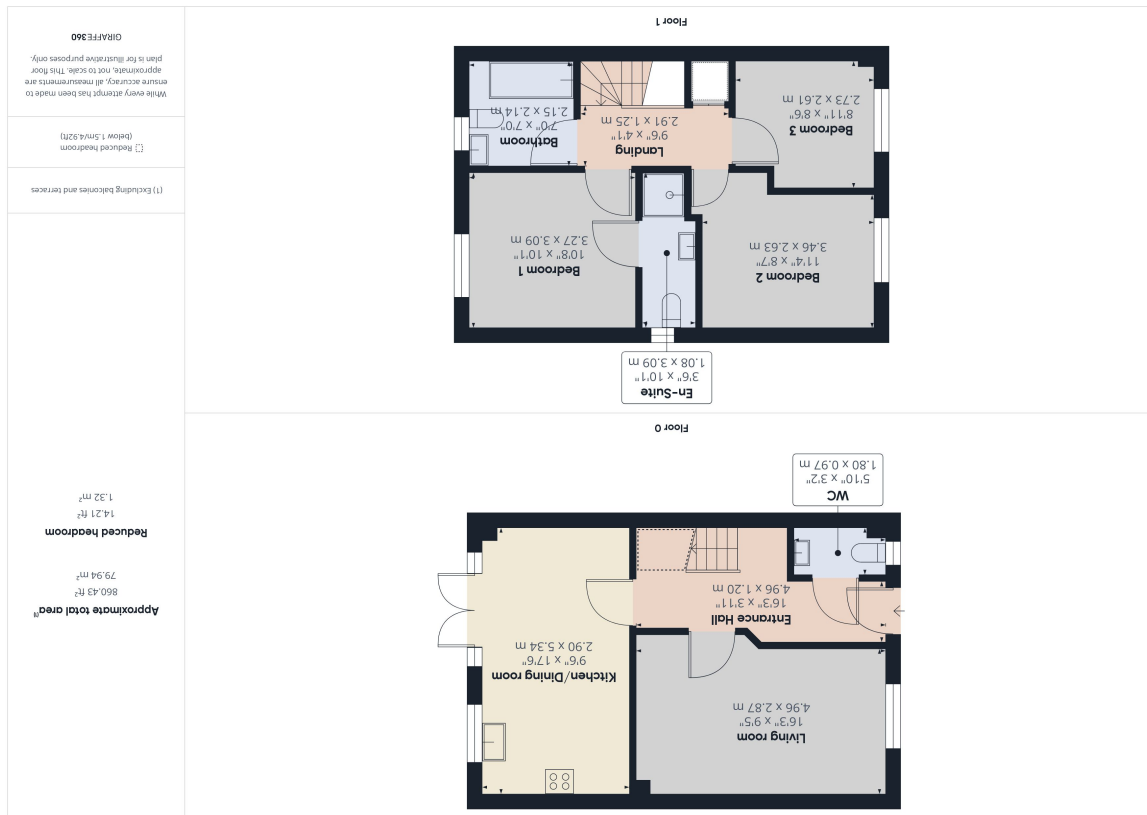 Approximate total area⁽¹⁾
860.43 ft²
79.94 m²
Reduced headroom
14.21 ft²
1.32 m²
(1) Excluding balconies and terraces
Reduced headroom
(below 1.5m/4.92ft)
While every attempt has been made to
ensure accuracy, all measurements are
approximate, not to scale. This floor
plan is for illustrative purposes only.
GIRAFFE360
Living room
16'3" x 9'5"
4.96 x 2.87 m
Kitchen/Dining room
9'6" x 17'6"
2.90 x 5.34 m
Entrance Hall
16'3" x 3'11"
4.96 x 1.20 m
WC
5'10" x 3'2"
1.80 x 0.97 m
Floor 0
En-Suite
3'6" x 10'1"
1.08 x 3.09 m
Bedroom 2
11'4" x 8'7"
3.46 x 2.63 m
Bedroom 1
10'8" x 10'1"
3.27 x 3.09 m
Landing
9'6" x 4'1"
2.91 x 1.25 m
Bedroom 3
8'11" x 8'6"
2.73 x 2.61 m
Bathroom
7'0" x 7'0"
2.15 x 2.14 m
Floor 1